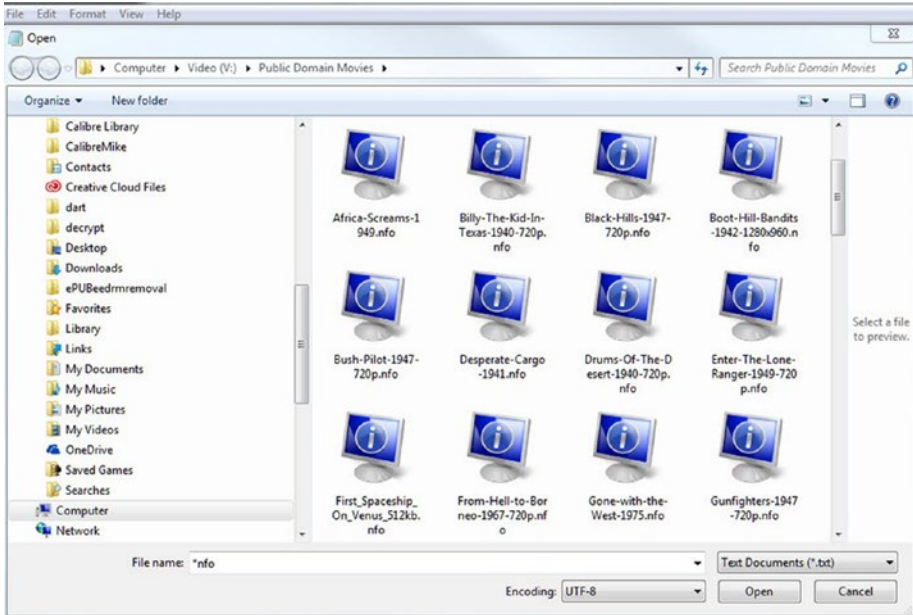 File Edit Format View Help
Open
Computer Video (V:) Public Domain Movies
Search Public Domain Movies
Organize New folder
Calibre Library
CalibreMike
Contacts
Creative Cloud Files
dart
decrypt
Desktop
Downloads
ePUBeedrmremoval
Favorites
Library
Links
My Documents
My Music
My Pictures
My Videos
OneDrive
Saved Games
Searches
Computer
Network
Africa-Screams-1
949.nfo
Billy-The-Kid-In-
Texas-1940-720p.
nfo
Black-Hills-1947-
720p.nfo
Boot-Hill-Bandits
-1942-1280x960.n
fo
Bush-Pilot-1947-
720p.nfo
Desperate-Cargo
-1941.nfo
Drums-Of-The-D
esert-1940-720p.
nfo
Enter-The-Lone-
Ranger-1949-720
p.nfo
First_Spaceship_
On_Venus_512kb.
nfo
From-Hell-to-Bor
neo-1967-720p.nf
o
Gone-with-the-
West-1975.nfo
Gunfighters-1947
-720p.nfo
Select a file
to preview.
File name: *nfo
Text Documents (*.txt)
Encoding: UTF-8
Open Cancel